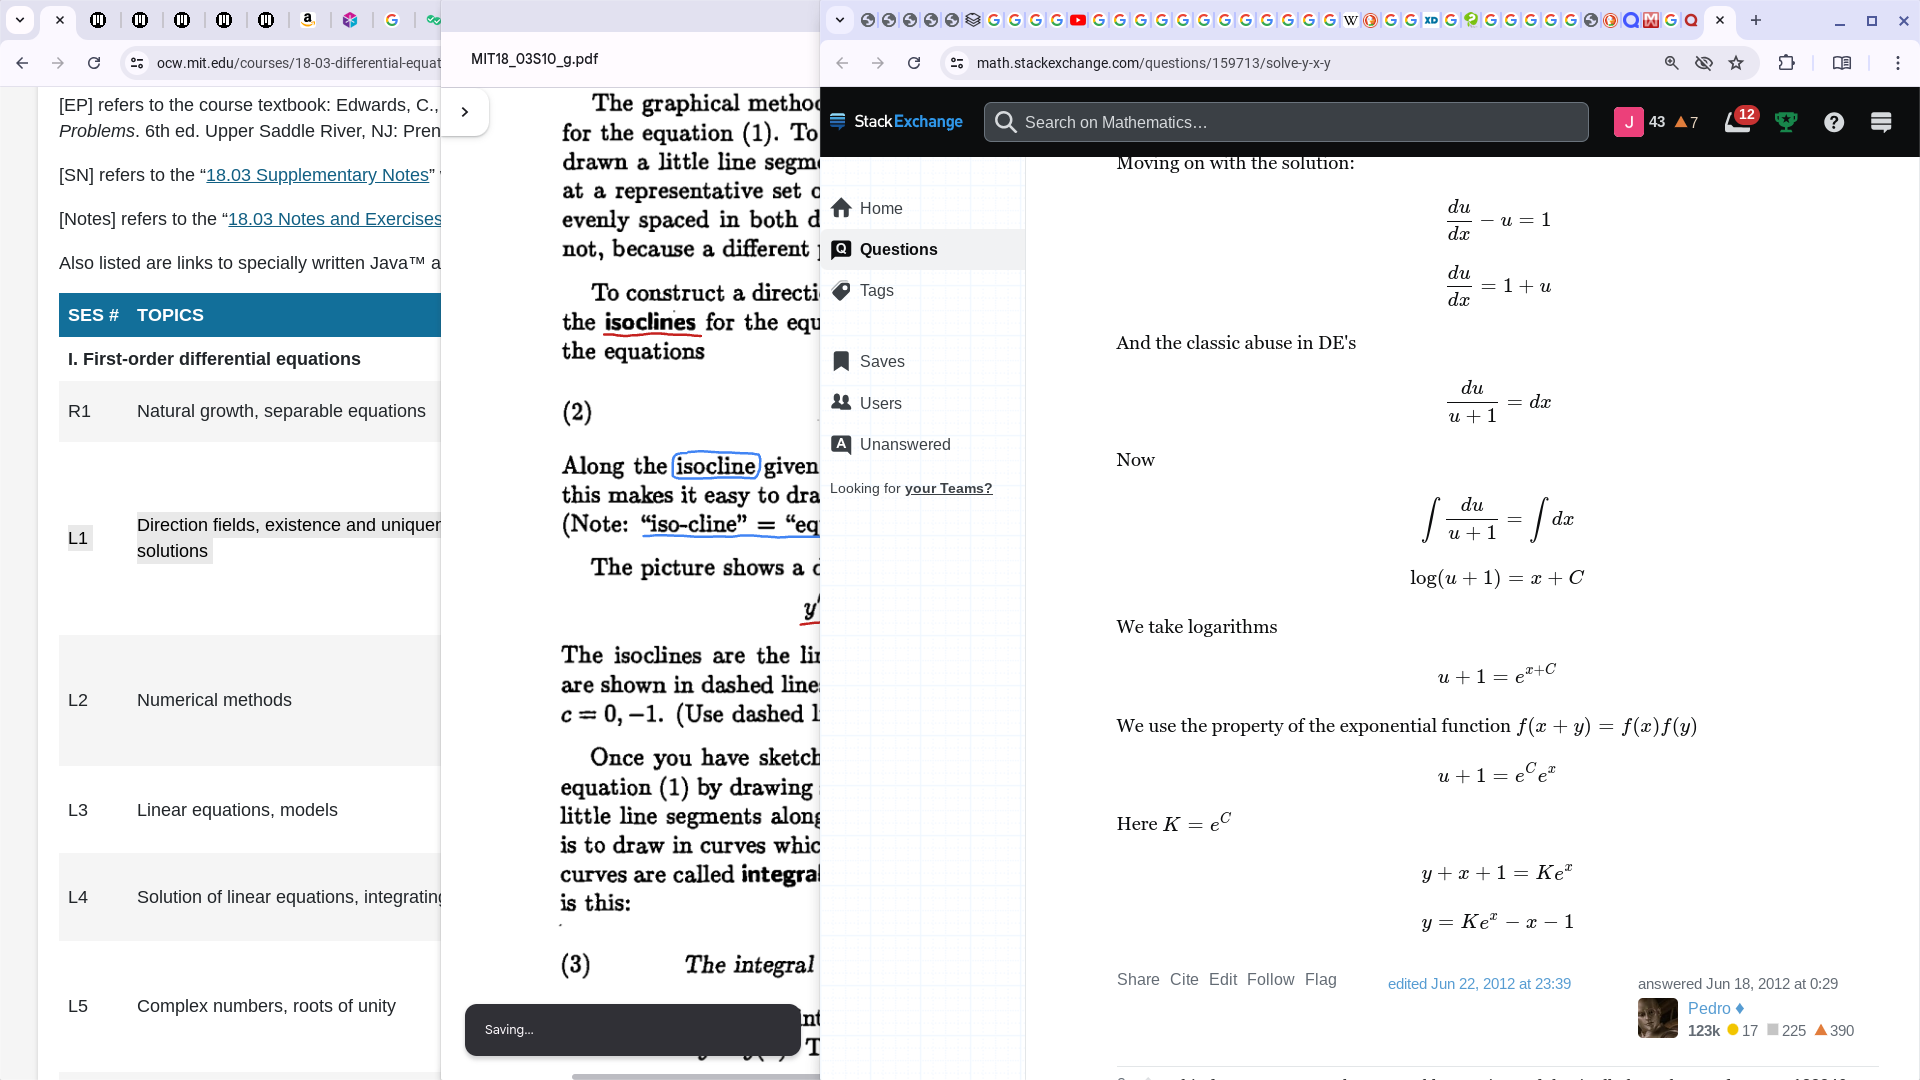 ocw.mit.edu/courses/18-03-differential-equat
[EP] refers to the course textbook: Edwards, C.,
Problems. 6th ed. Upper Saddle River, NJ: Pren
[SN] refers to the “18.03 Supplementary Notes”
[Notes] refers to the “18.03 Notes and Exercises
Also listed are links to specially written Java™ a
SES # TOPICS
I. First-order differential equations
R1 Natural growth, separable equations
L1 Direction fields, existence and uniquen
solutions
L2 Numerical methods
L3 Linear equations, models
L4 Solution of linear equations, integrating
L5 Complex numbers, roots of unity
MIT18_03S10_g.pdf
The graphical method
for the equation (1). To
drawn a little line segme
at a representative set o
evenly spaced in both d
not, because a different p
To construct a directi
the isoclines for the equ
the equations
(2)
Along the isocline given
this makes it easy to dra
(Note: “iso-cline” = “eq
The picture shows a d
y′
The isoclines are the lin
are shown in dashed lines
c = 0, −1. (Use dashed l
Once you have sketch
equation (1) by drawing
little line segments along
is to draw in curves whic
curves are called integral
is this:
(3) The integral
Saving...
math.stackexchange.com/questions/159713/solve-y-x-y
StackExchange
Search on Mathematics…
J 43 7 12
Home
Questions
Tags
Saves
Users
Unanswered
Looking for your Teams?
Moving on with the solution:
du/dx − u = 1
du/dx = 1 + u
And the classic abuse in DE's
du/(u + 1) = dx
Now
∫ du/(u + 1) = ∫ dx
log(u + 1) = x + C
We take logarithms
u + 1 = e^{x+C}
We use the property of the exponential function f(x + y) = f(x)f(y)
u + 1 = e^C e^x
Here K = e^C
y + x + 1 = Ke^x
y = Ke^x − x − 1
Share Cite Edit Follow Flag
edited Jun 22, 2012 at 23:39
answered Jun 18, 2012 at 0:29
Pedro ♦
123k 17 225 390